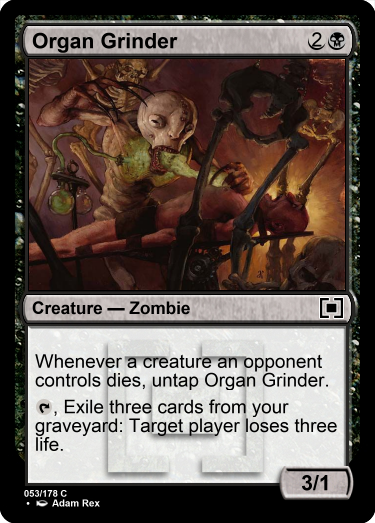 Organ Grinder 2
Creature — Zombie
Whenever a creature an opponent
controls dies, untap Organ Grinder.
, Exile three cards from your
graveyard: Target player loses three
life.
3/1
053/178 C
• Adam Rex